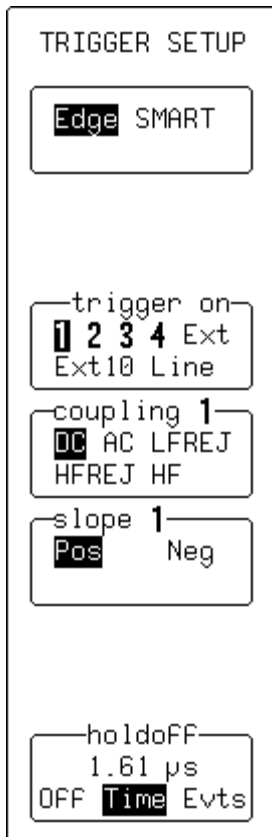 TRIGGER SETUP
Edge SMART
trigger on
1 2 3 4 Ext
Ext10 Line
coupling 1
DC AC LFREJ
HFREJ HF
slope 1
Pos Neg
holdoff
1.61 µs
OFF Time Evts